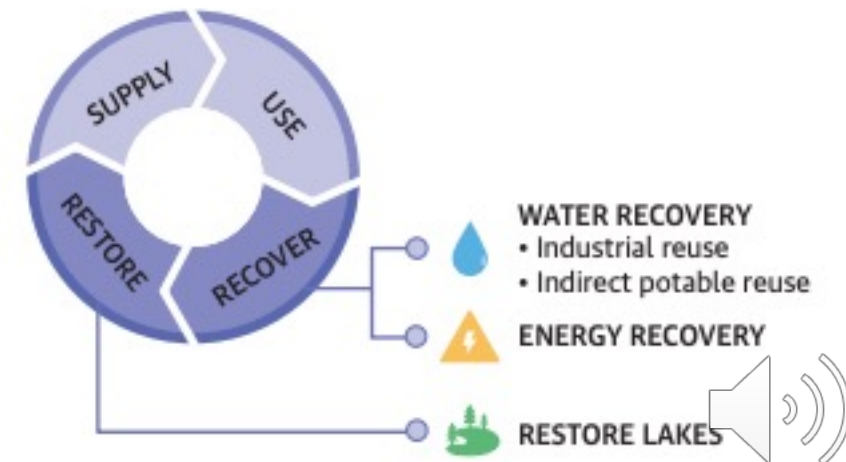 SUPPLY
USE
RESTORE
RECOVER
WATER RECOVERY
• Industrial reuse
• Indirect potable reuse
ENERGY RECOVERY
RESTORE LAKES